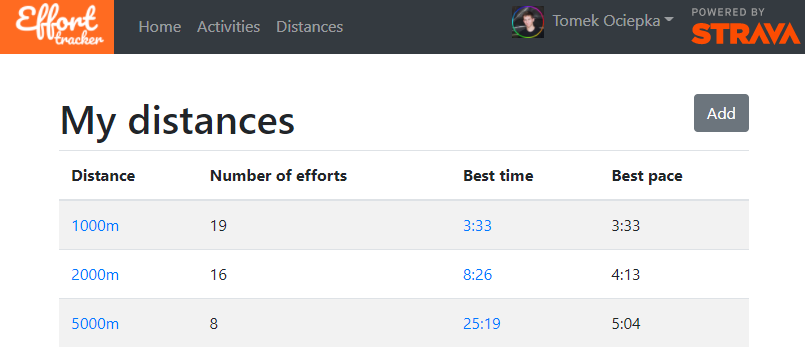 Effort
tracker
Home Activities Distances Tomek Ociepka POWERED BY
STRAVA
My distances Add
Distance Number of efforts Best time Best pace
1000m 19 3:33 3:33
2000m 16 8:26 4:13
5000m 8 25:19 5:04